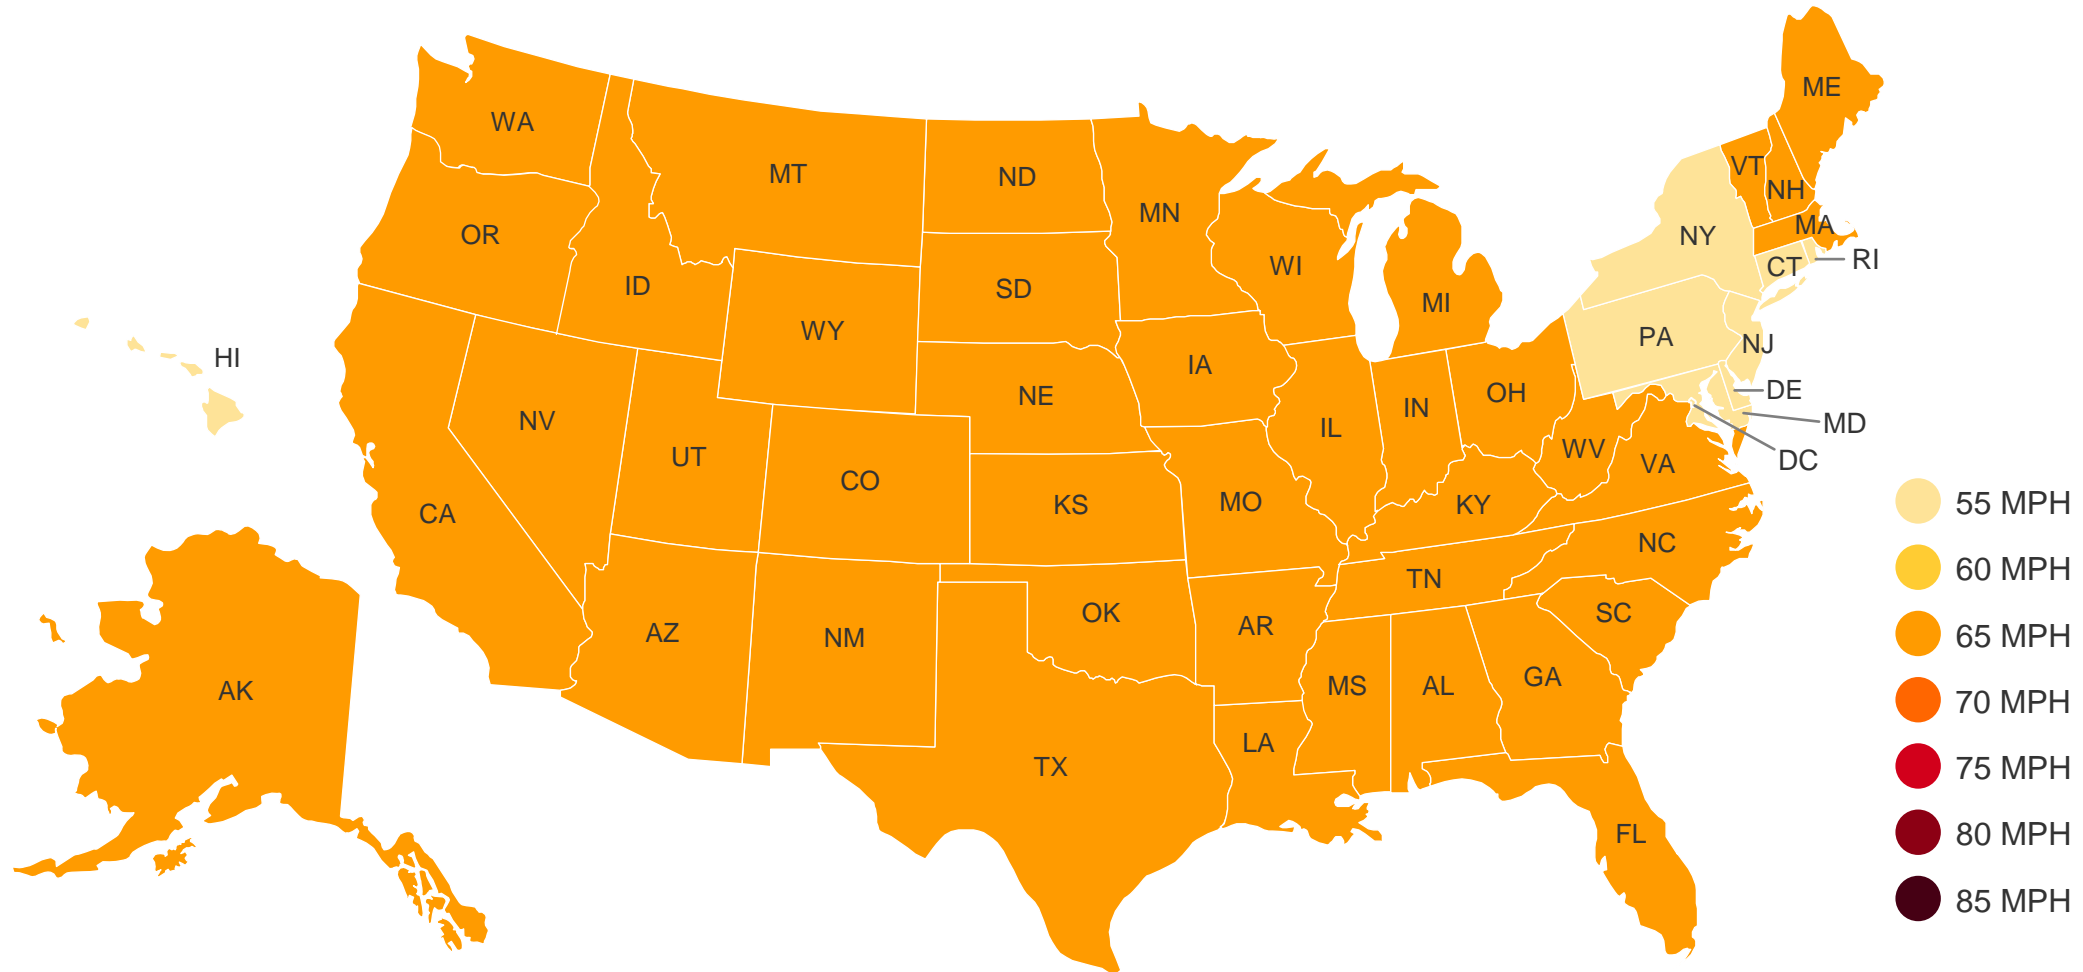 ME
WA
MT
ND
VT
NH
MN
MA
OR
NY
RI
WI
CT
ID
SD
MI
WY
PA
NJ
HI
IA
DE
NE
OH
IN
NV
MD
IL
WV
UT
DC
VA
CO
55 MPH
KS
MO
KY
CA
NC
60 MPH
TN
OK
SC
AR
AZ
NM
65 MPH
GA
MS
AL
AK
70 MPH
LA
TX
75 MPH
FL
80 MPH
85 MPH